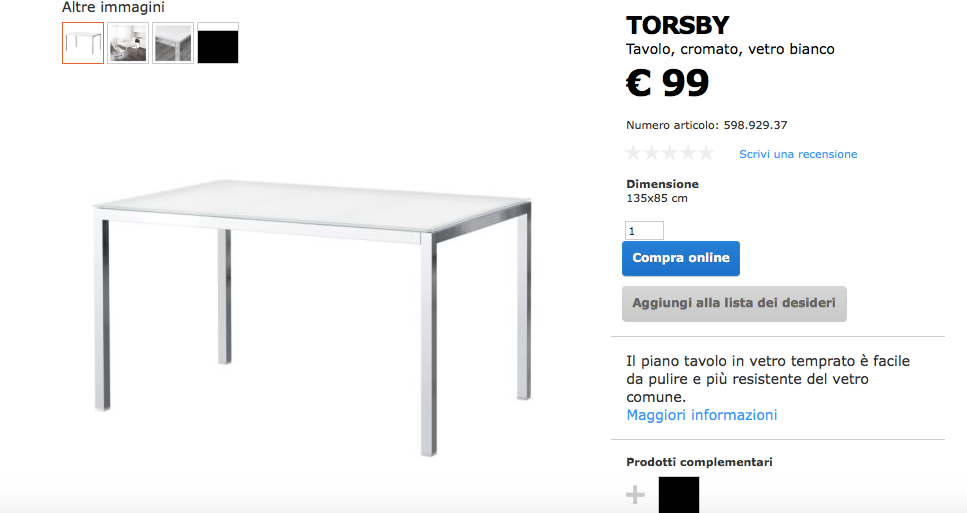 Altre immagini
TORSBY
Tavolo, cromato, vetro bianco
€ 99
Numero articolo: 598.929.37
Scrivi una recensione
Dimensione
135x85 cm
1
Compra online
Aggiungi alla lista dei desideri
Il piano tavolo in vetro temprato è facile
da pulire e più resistente del vetro
comune.
Maggiori informazioni
Prodotti complementari